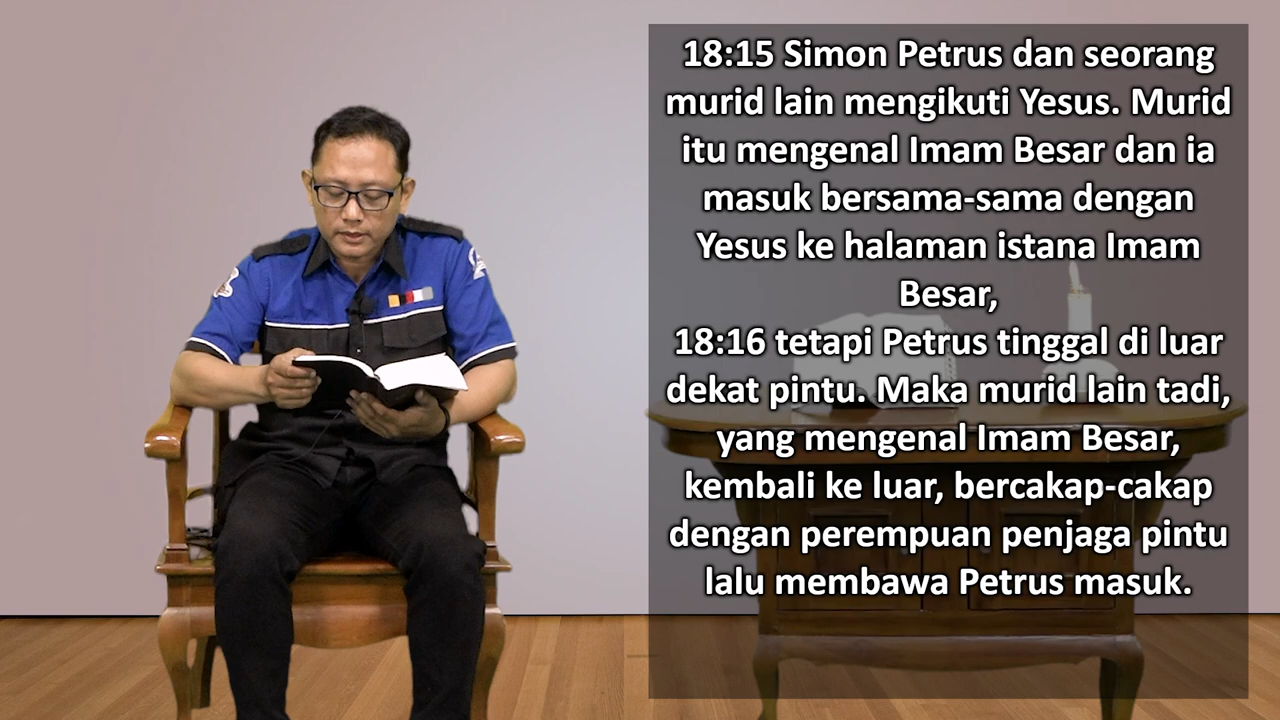 18:15 Simon Petrus dan seorang
murid lain mengikuti Yesus. Murid
itu mengenal Imam Besar dan ia
masuk bersama-sama dengan
Yesus ke halaman istana Imam
Besar,
18:16 tetapi Petrus tinggal di luar
dekat pintu. Maka murid lain tadi,
yang mengenal Imam Besar,
kembali ke luar, bercakap-cakap
dengan perempuan penjaga pintu
lalu membawa Petrus masuk.